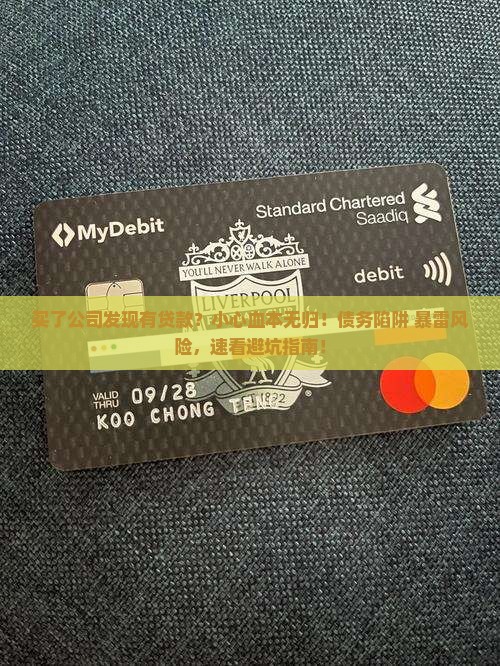 MyDebit
Standard Chartered
Saadiq
YOU'LL NEVER WALK ALONE
debit
LIVERPOOL
买了公司发现有贷款？小心血本无归！债务陷阱 暴雷风
险，速看避坑指南！
VALID
THRU
09/28
KOO CHONG
1892